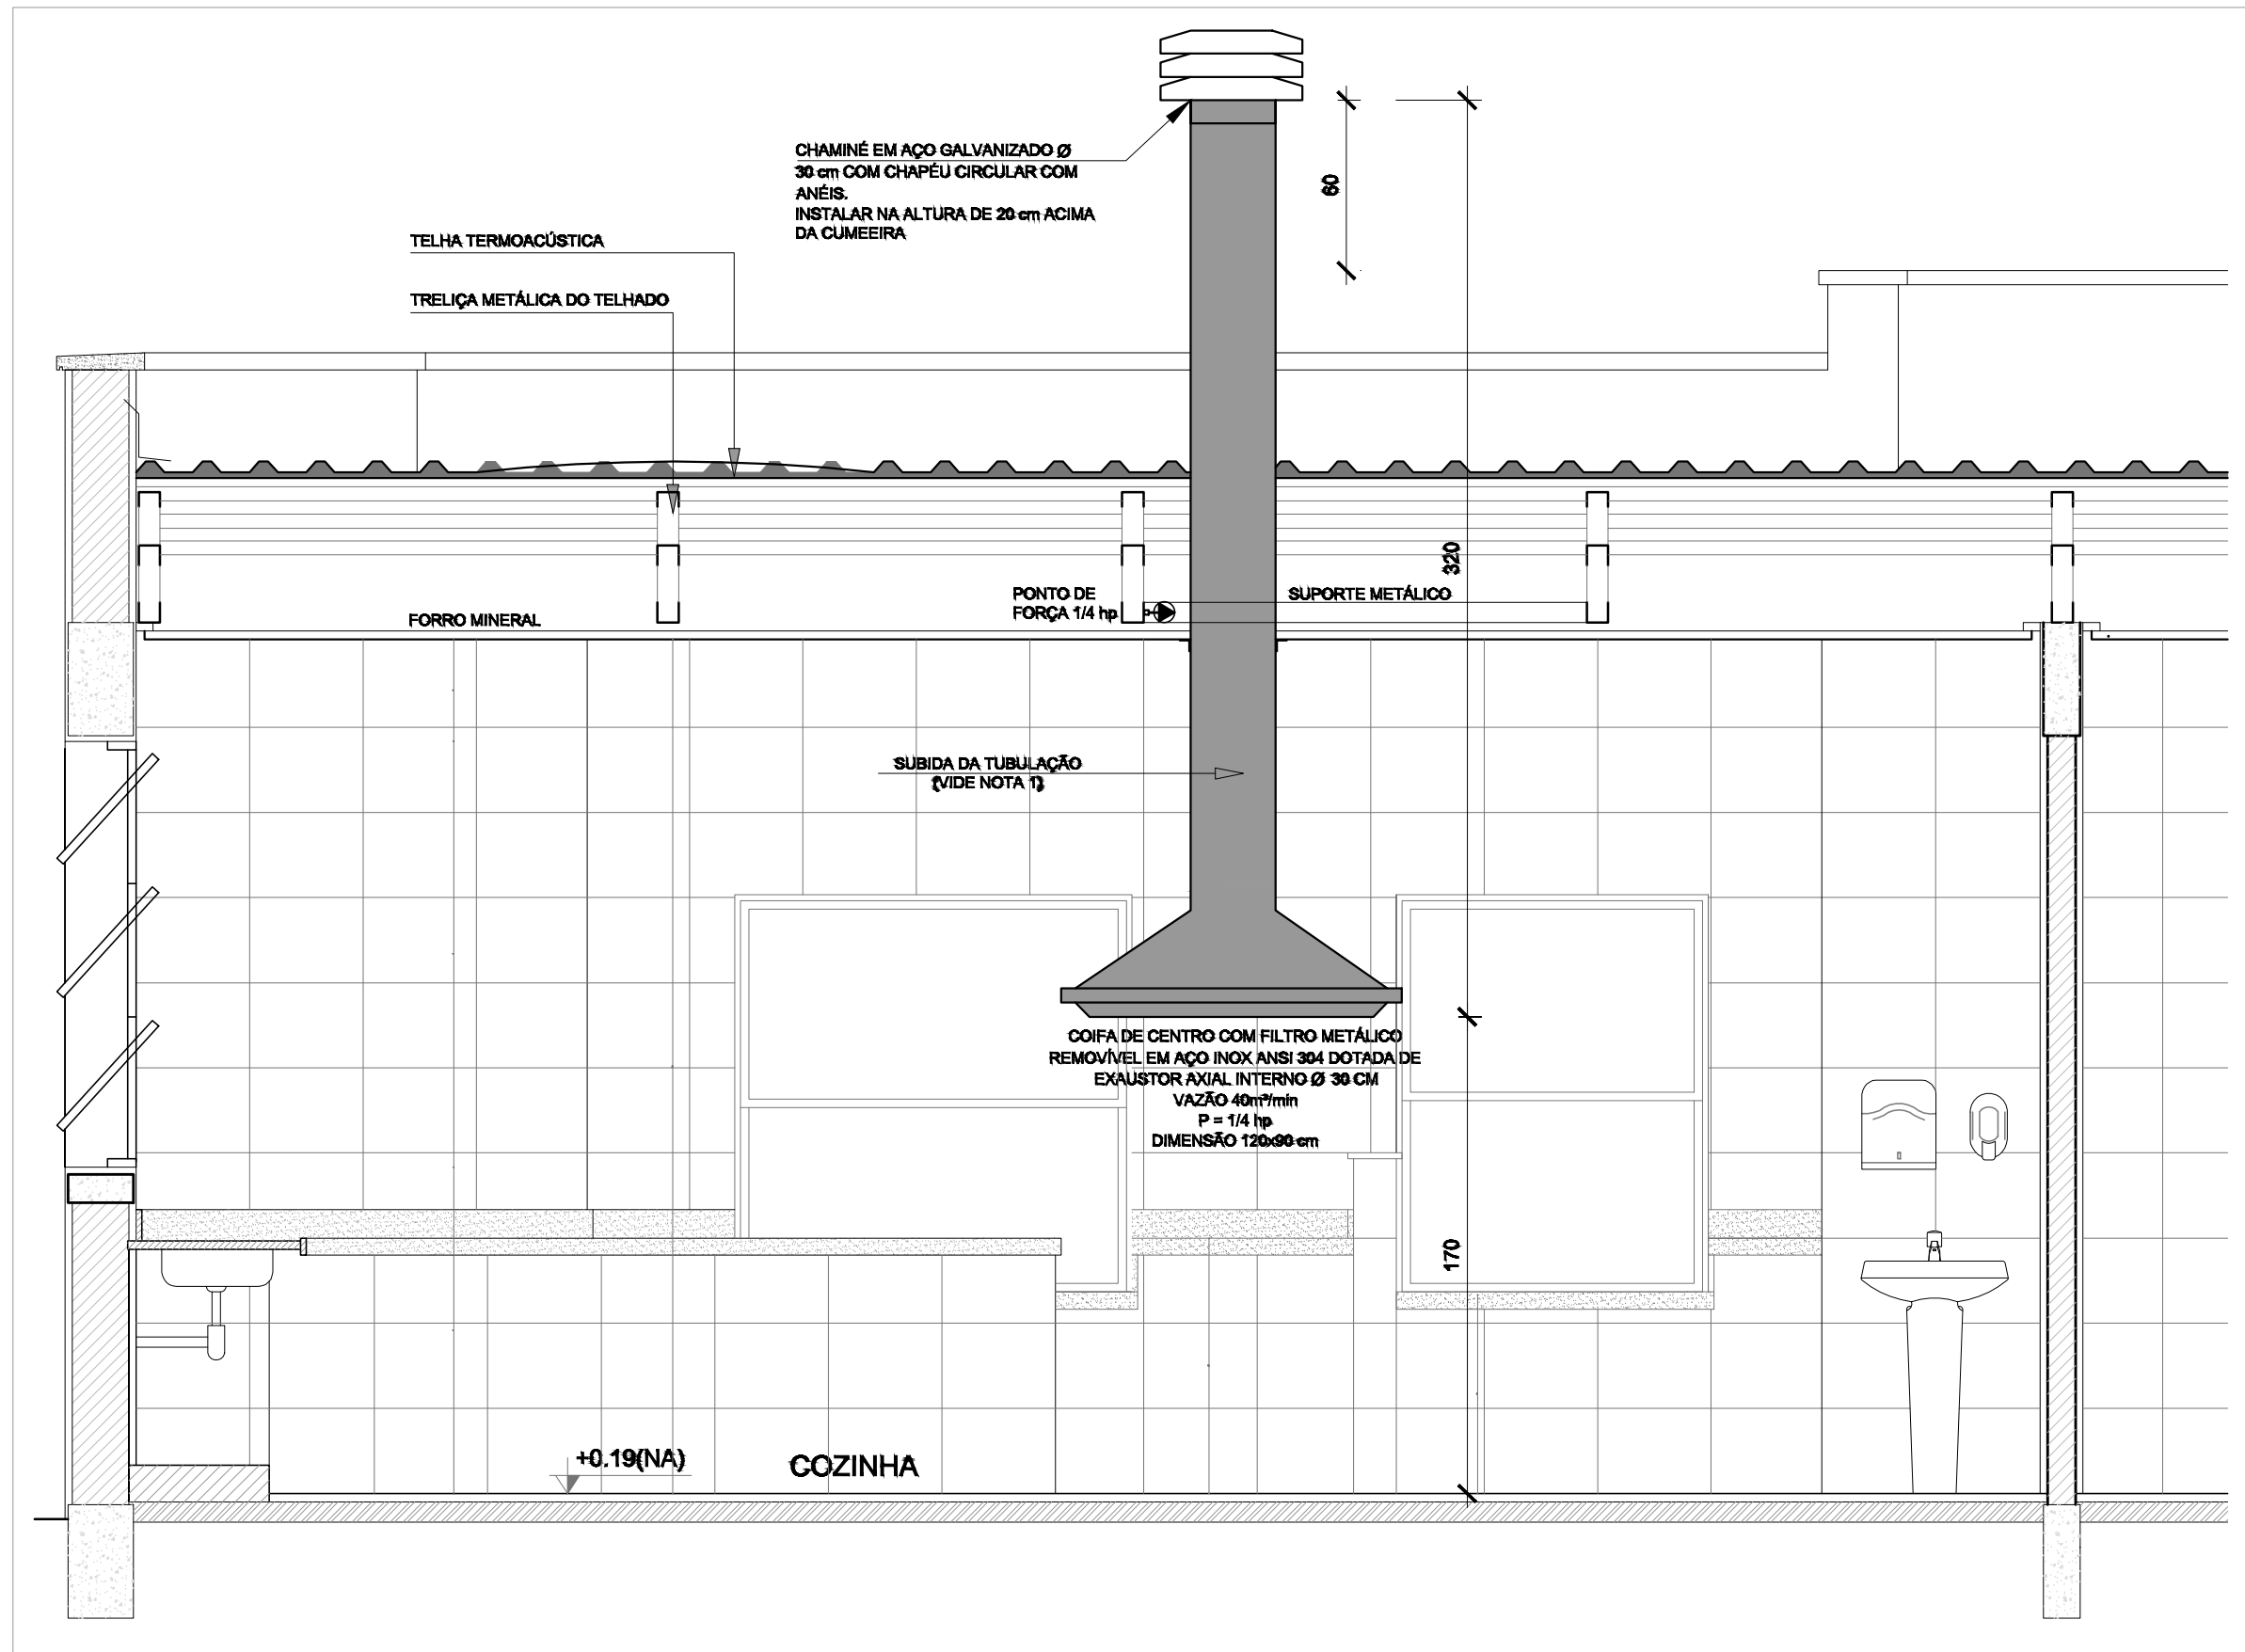 CHAMINÉ EM AÇO GALVANIZADO Ø
30 cm COM CHAPÉU CIRCULAR COM
ANÉIS.
INSTALAR NA ALTURA DE 20 cm ACIMA
DA CUMEEIRA
60
TELHA TERMOACÚSTICA
TRELIÇA METÁLICA DO TELHADO
320
PONTO DE
FORÇA 1/4 hp
SUPORTE METÁLICO
FORRO MINERAL
SUBIDA DA TUBULAÇÃO
(VIDE NOTA 1)
COIFA DE CENTRO COM FILTRO METÁLICO
REMOVÍVEL EM AÇO INOX ANSI 304 DOTADA DE
EXAUSTOR AXIAL INTERNO Ø 30 CM
VAZÃO 40m³/min
P = 1/4 hp
DIMENSÃO 120x90 cm
170
+0.19(NA)
COZINHA